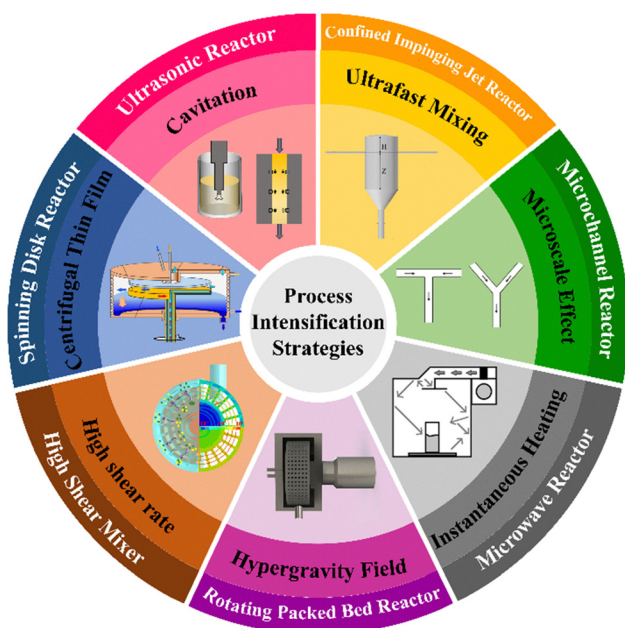 Ultrasonic Reactor
Cavitation
Confined Impinging Jet Reactor
Ultrafast Mixing
H
Z
Microchannel Reactor
Microscale Effect
Process
Intensification
Strategies
Spinning Disk Reactor
Centrifugal Thin Film
Instantaneous Heating
Microwave Reactor
Hypergravity Field
Rotating Packed Bed Reactor
High shear rate
High Shear Mixer